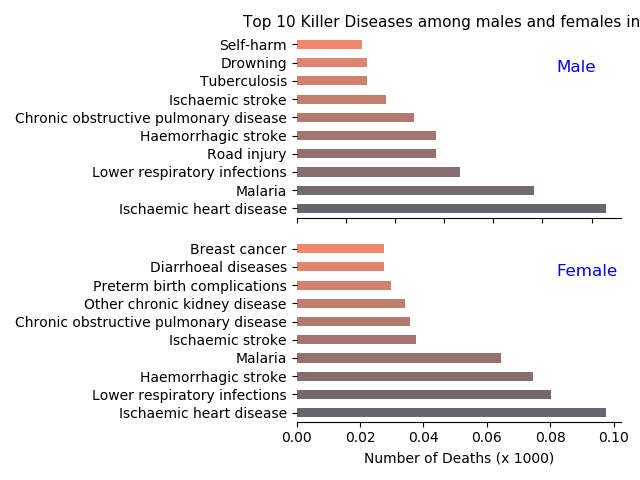 Top 10 Killer Diseases among males and females in
Self-harm
Drowning
Tuberculosis
Ischaemic stroke
Chronic obstructive pulmonary disease
Haemorrhagic stroke
Road injury
Lower respiratory infections
Malaria
Ischaemic heart disease
Male
Breast cancer
Diarrhoeal diseases
Preterm birth complications
Other chronic kidney disease
Chronic obstructive pulmonary disease
Ischaemic stroke
Malaria
Haemorrhagic stroke
Lower respiratory infections
Ischaemic heart disease
Female
0.00 0.02 0.04 0.06 0.08 0.10
Number of Deaths (x 1000)